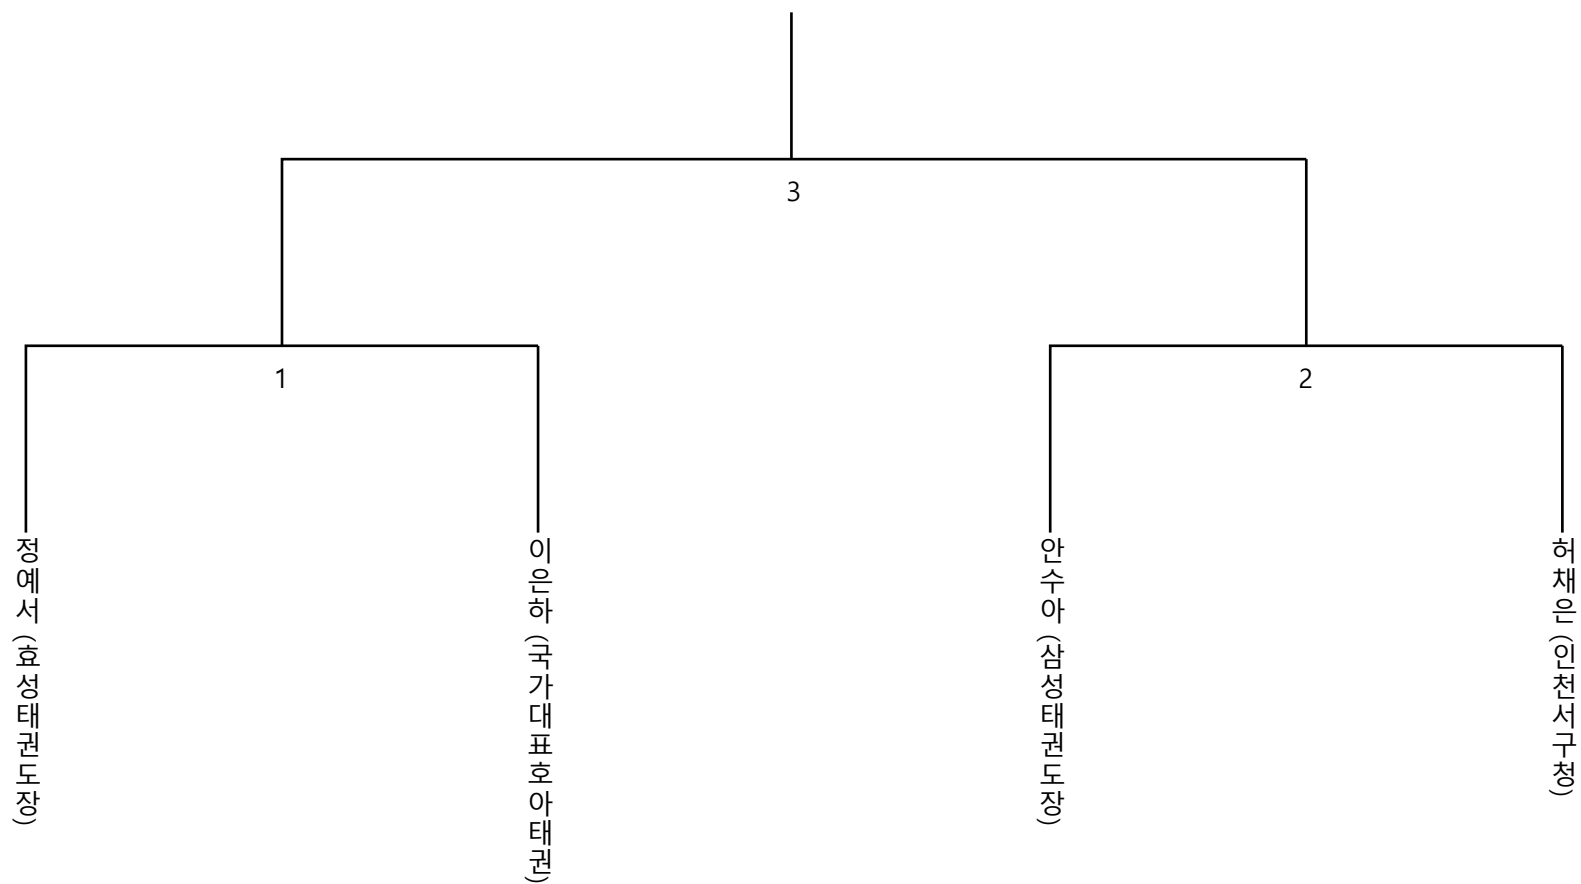 3
1
2
정예서 (효성태권도장)
이은하 (국가대표호아태권)
안수아 (삼성태권도장)
허채은 (인천서구청)